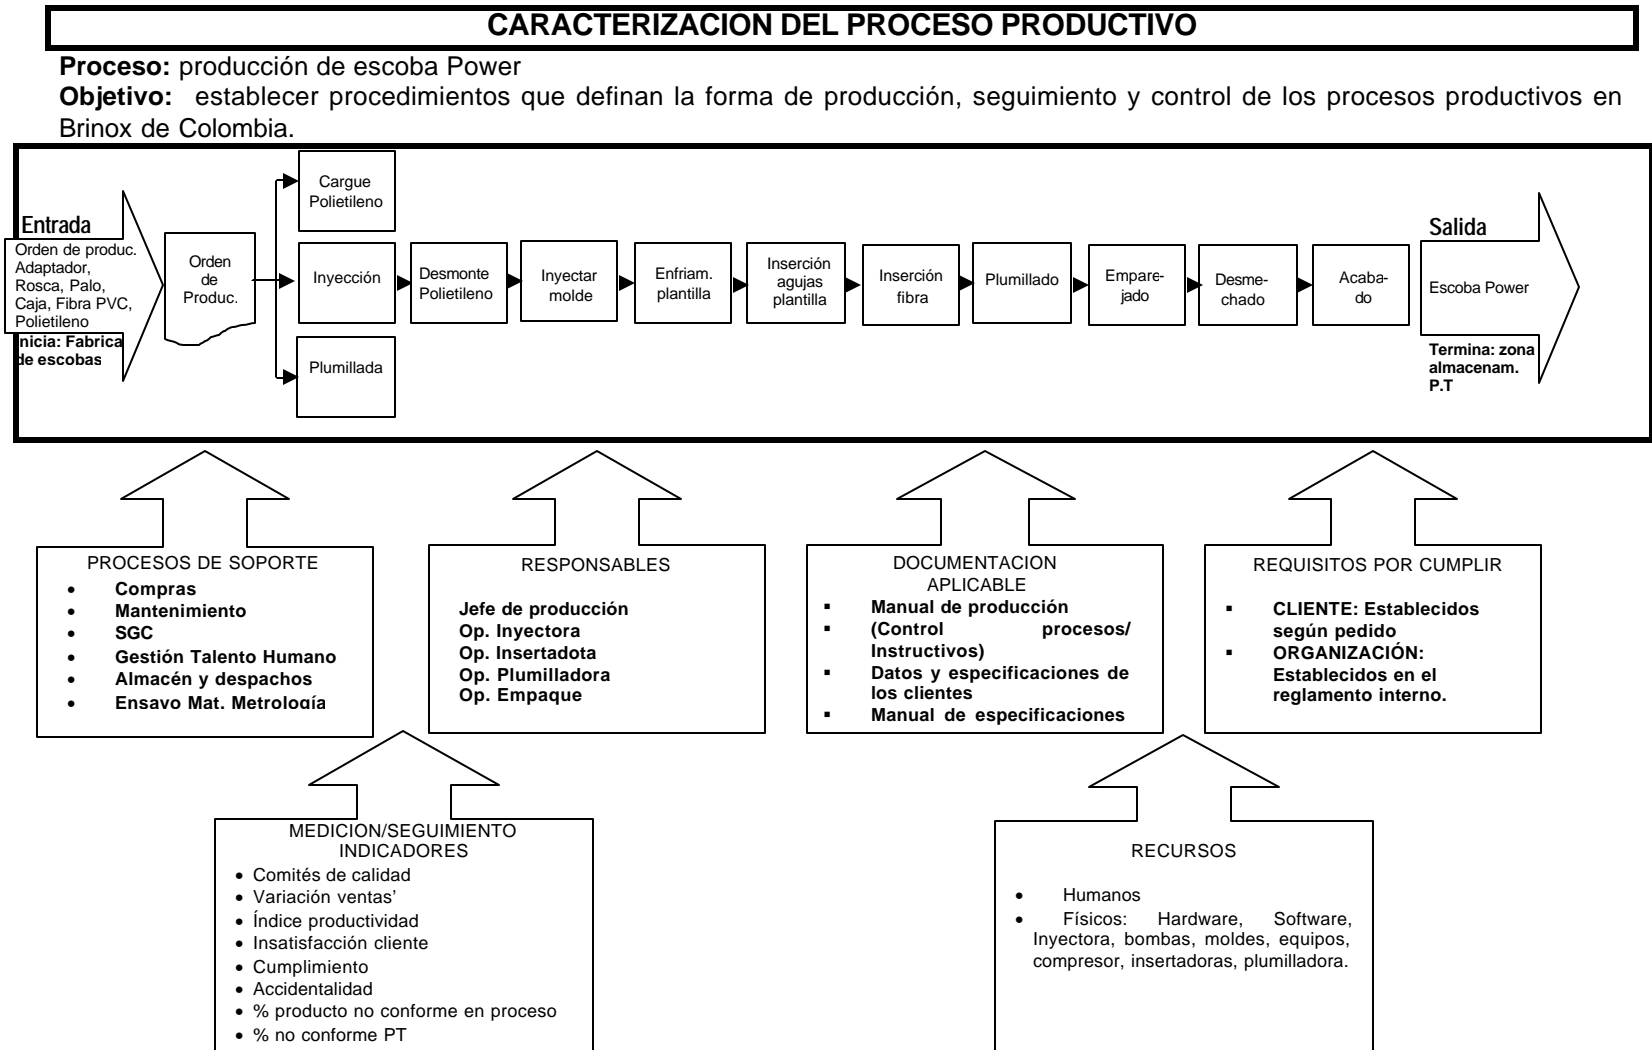 CARACTERIZACION DEL PROCESO PRODUCTIVO
Proceso: producción de escoba Power
Objetivo: establecer procedimientos que definan la forma de producción, seguimiento y control de los procesos productivos en
Brinox de Colombia.
Entrada
Orden de produc.
Adaptador,
Rosca, Palo,
Caja, Fibra PVC,
Polietileno
Inicia: Fabrica
de escobas
Orden
de
Produc.
Cargue
Polietileno
Inyección
Plumillada
Desmonte
Polietileno
Inyectar
molde
Enfriam.
plantilla
Inserción
agujas
plantilla
Inserción
fibra
Plumillado
Empare-
jado
Desme-
chado
Acaba-
do
Salida
Escoba Power
Termina: zona
almacenam.
P.T
PROCESOS DE SOPORTE
• Compras
• Mantenimiento
• SGC
• Gestión Talento Humano
• Almacén y despachos
• Ensayo Mat. Metrología
RESPONSABLES
Jefe de producción
Op. Inyectora
Op. Insertadota
Op. Plumilladora
Op. Empaque
DOCUMENTACION
APLICABLE
▪ Manual de producción
▪ (Control procesos/
Instructivos)
▪ Datos y especificaciones de
los clientes
▪ Manual de especificaciones
REQUISITOS POR CUMPLIR
▪ CLIENTE: Establecidos
según pedido
▪ ORGANIZACIÓN:
Establecidos en el
reglamento interno.
MEDICION/SEGUIMIENTO
INDICADORES
• Comités de calidad
• Variación ventas’
• Índice productividad
• Insatisfacción cliente
• Cumplimiento
• Accidentalidad
• % producto no conforme en proceso
• % no conforme PT
RECURSOS
• Humanos
• Físicos: Hardware, Software,
Inyectora, bombas, moldes, equipos,
compresor, insertadoras, plumilladora.